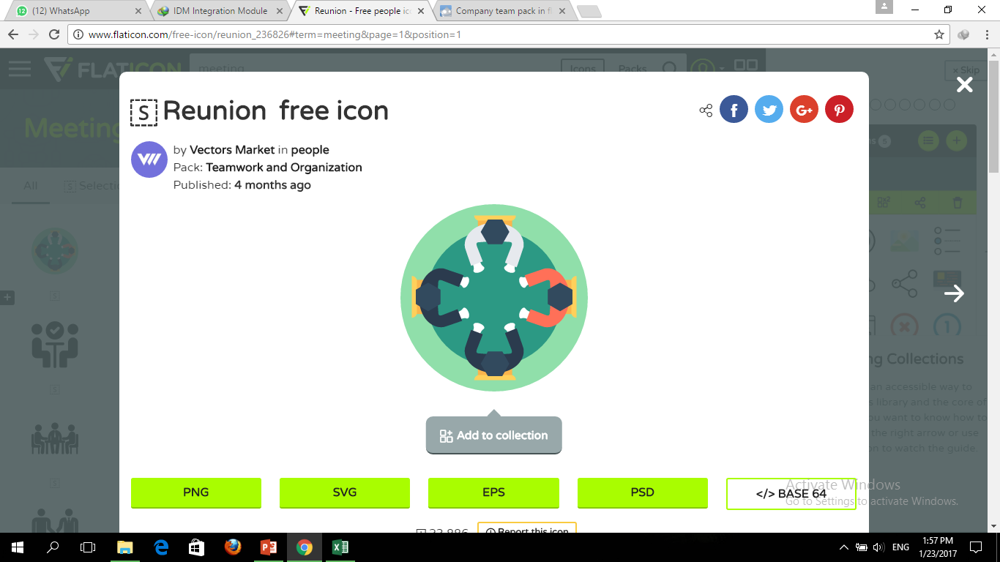 (12) WhatsApp
IDM Integration Module
Reunion - Free people ic
Company team pack in f
www.flaticon.com/free-icon/reunion_236826#term=meeting&page=1&position=1
FLATICON
meeting
Icons
Packs
× Skip
S Reunion free icon
f
G+
Meeting
5
VM
by Vectors Market in people
Pack: Teamwork and Organization
Published: 4 months ago
All
S Selectio
Add to collection
ng Collections
an accessible way to
s library and the core of
ou want to know how to
the right arrow or use
on to watch the guide.
PNG
SVG
EPS
PSD
</> BASE 64
Activate Windows
Go to Settings to activate Windows.
Report this icon
ENG
1:57 PM
1/23/2017